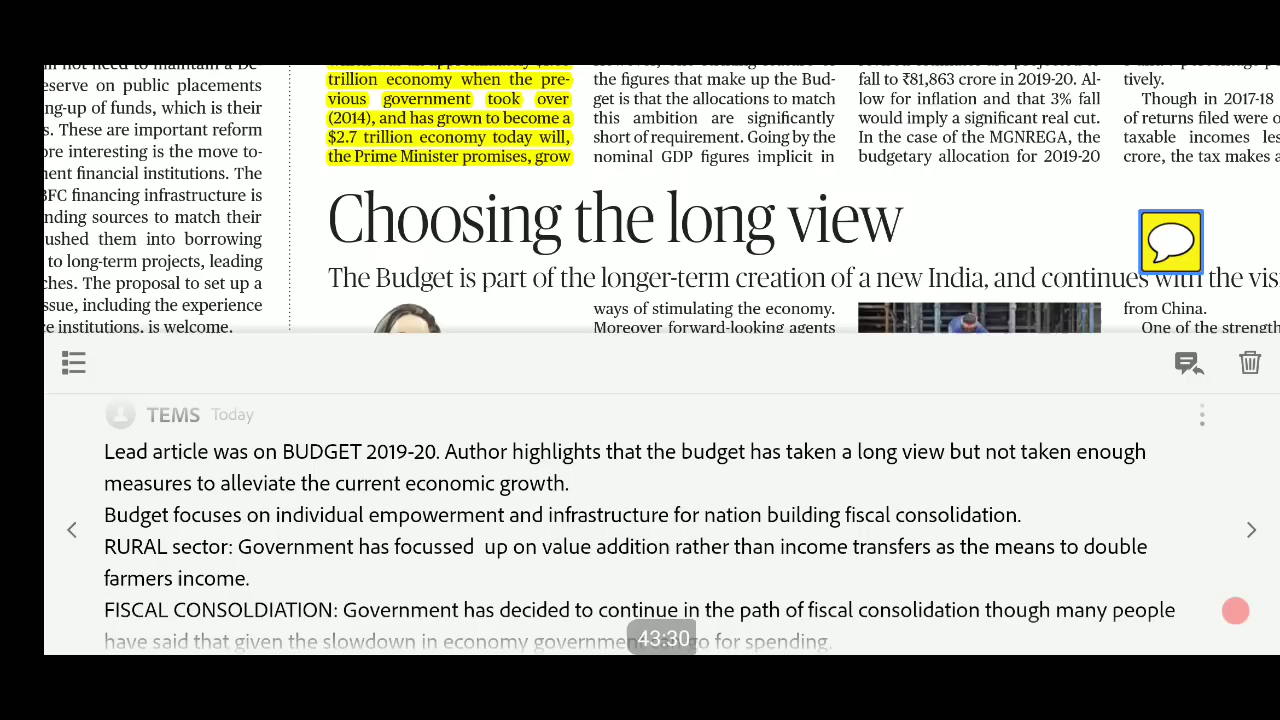 m not need to maintain a De-
eserve on public placements
ng-up of funds, which is their
s. These are important reform
ore interesting is the move to-
nent financial institutions. The
BFC financing infrastructure is
nding sources to match their
ushed them into borrowing
to long-term projects, leading
ches. The proposal to set up a
ssue, including the experience
ce institutions, is welcome.
trillion economy when the pre-
vious government took over
(2014), and has grown to become a
$2.7 trillion economy today will,
the Prime Minister promises, grow
the figures that make up the Bud-
get is that the allocations to match
this ambition are significantly
short of requirement. Going by the
nominal GDP figures implicit in
fall to ₹81,863 crore in 2019-20. Al-
low for inflation and that 3% fall
would imply a significant real cut.
In the case of the MGNREGA, the
budgetary allocation for 2019-20
tively.
Though in 2017-18
of returns filed were o
taxable incomes les
crore, the tax makes a
Choosing the long view
The Budget is part of the longer-term creation of a new India, and continues with the vis
ways of stimulating the economy.
Moreover forward-looking agents
from China.
One of the strength
TEMS Today
Lead article was on BUDGET 2019-20. Author highlights that the budget has taken a long view but not taken enough
measures to alleviate the current economic growth.
Budget focuses on individual empowerment and infrastructure for nation building fiscal consolidation.
RURAL sector: Government has focussed up on value addition rather than income transfers as the means to double
farmers income.
FISCAL CONSOLDIATION: Government has decided to continue in the path of fiscal consolidation though many people
have said that given the slowdown in economy government go for spending.
43:30